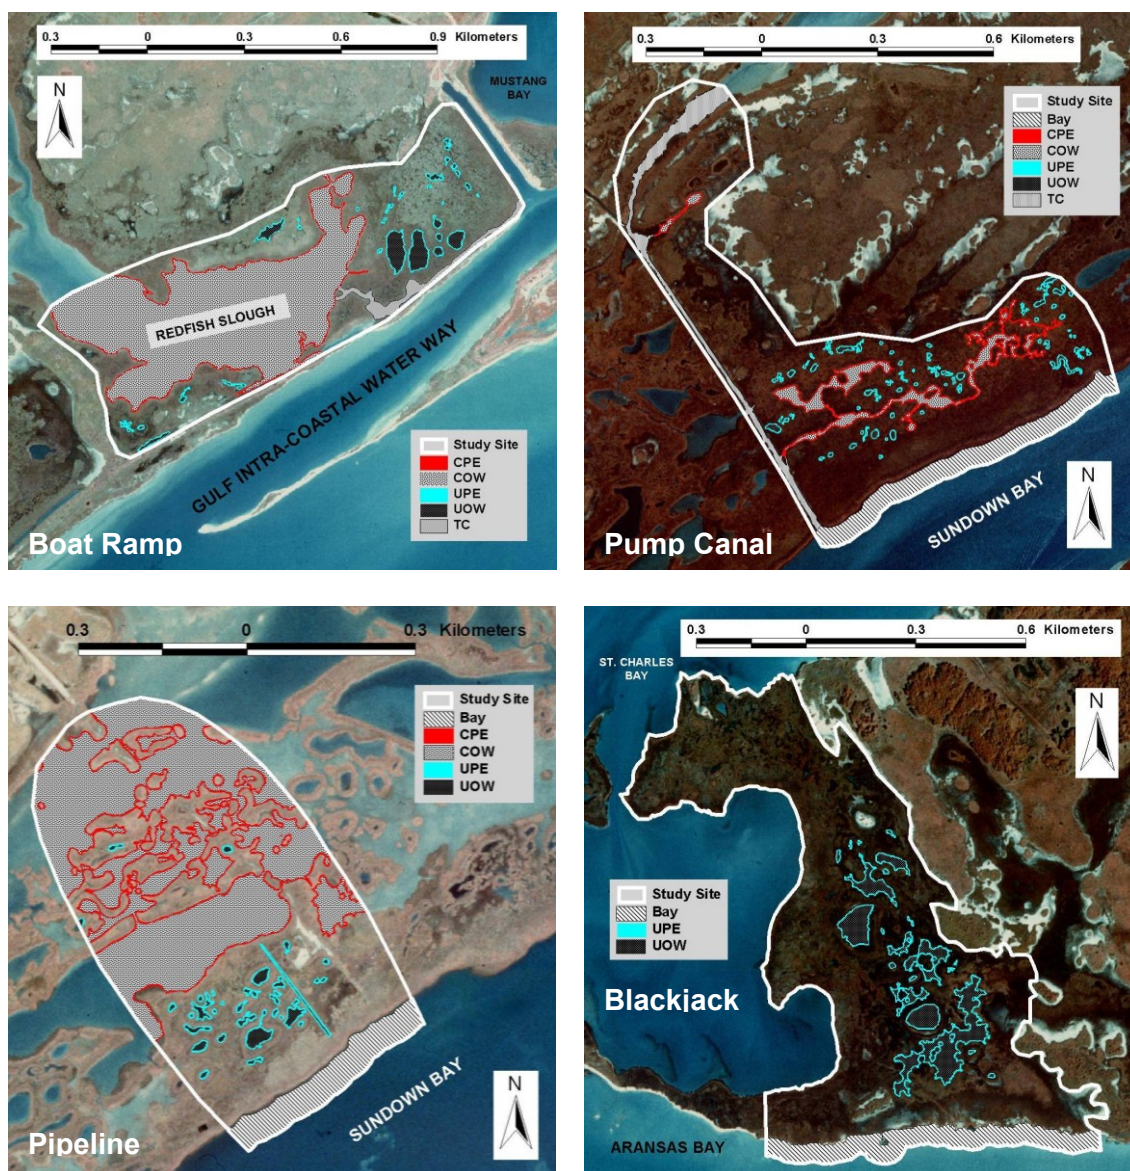 0.3 0 0.3 0.6 0.9 Kilometers
MUSTANG
BAY
N
REDFISH SLOUGH
GULF INTRA-COASTAL WATER WAY
Study Site
CPE
COW
UPE
UOW
TC
Boat Ramp
0.3 0 0.3 0.6 Kilometers
Study Site
Bay
CPE
COW
UPE
UOW
TC
N
SUNDOWN BAY
Pump Canal
0.3 0 0.3 Kilometers
Study Site
Bay
CPE
COW
UPE
UOW
N
SUNDOWN BAY
Pipeline
0.3 0 0.3 0.6 Kilometers
ST. CHARLES
BAY
N
Study Site
Bay
UPE
UOW
Blackjack
ARANSAS BAY